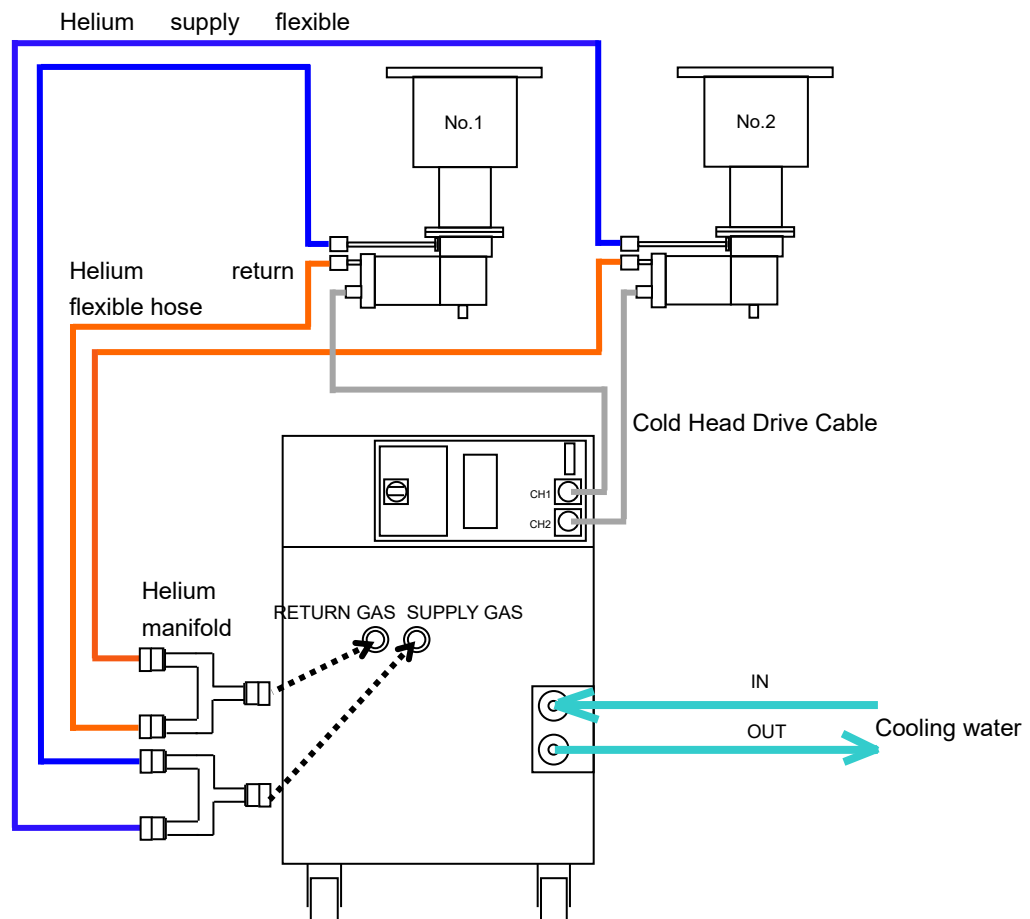 Helium supply flexible
No.1
No.2
Helium return
flexible hose
Cold Head Drive Cable
CH1
CH2
Helium
manifold
RETURN GAS SUPPLY GAS
IN
OUT
Cooling water